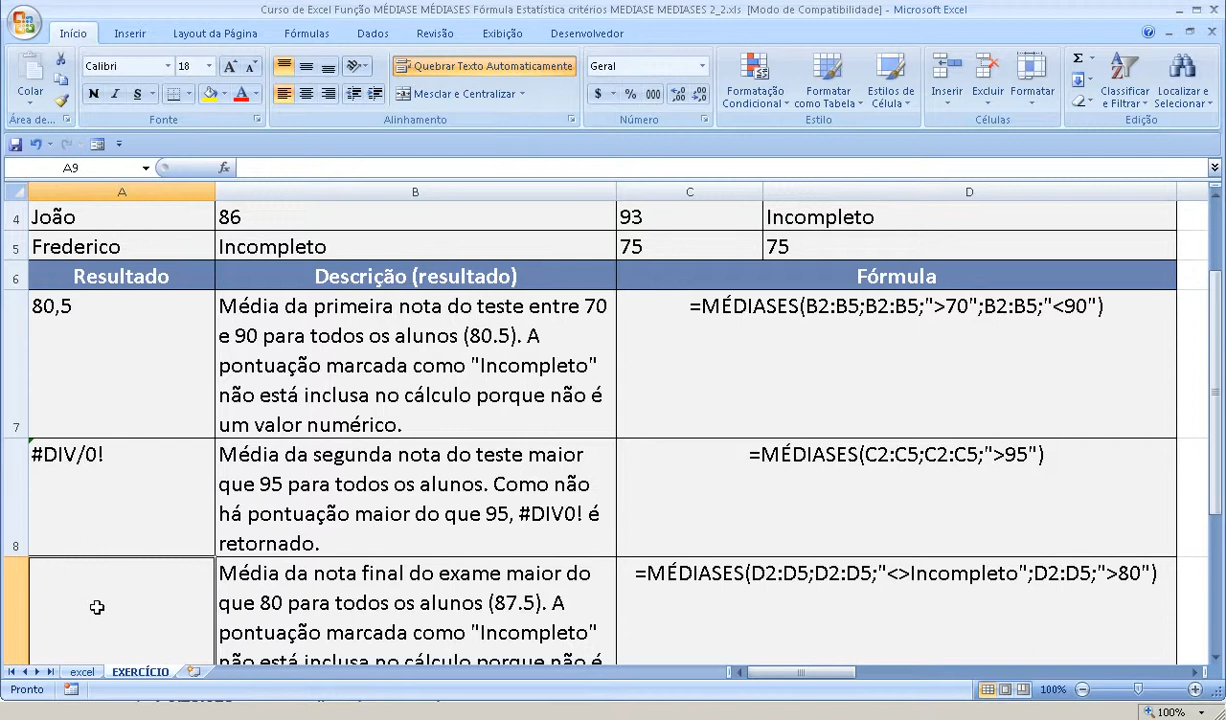 Curso de Excel Função MÉDIASE MÉDIASES Fórmula Estatística critérios MEDIASE MEDIASES 2_2.xls [Modo de Compatibilidade] - Microsoft Excel
Início Inserir Layout da Página Fórmulas Dados Revisão Exibição Desenvolvedor
Calibri 18 Quebrar Texto Automaticamente Geral
Colar N I S Mesclar e Centralizar $ % 000 Formatação Condicional Formatar como Tabela Estilos de Célula Inserir Excluir Formatar Classificar e Filtrar Localizar e Selecionar
Área de... Fonte Alinhamento Número Estilo Células Edição
A9 fx
A B C D
4 João 86 93 Incompleto
5 Frederico Incompleto 75 75
6 Resultado Descrição (resultado) Fórmula
80,5 Média da primeira nota do teste entre 70 =MÉDIASES(B2:B5;B2:B5;">70";B2:B5;"<90")
e 90 para todos os alunos (80.5). A
pontuação marcada como "Incompleto"
não está inclusa no cálculo porque não é
7 um valor numérico.
#DIV/0! Média da segunda nota do teste maior =MÉDIASES(C2:C5;C2:C5;">95")
que 95 para todos os alunos. Como não
há pontuação maior do que 95, #DIV0! é
8 retornado.
Média da nota final do exame maior do =MÉDIASES(D2:D5;D2:D5;"<>Incompleto";D2:D5;">80")
que 80 para todos os alunos (87.5). A
pontuação marcada como "Incompleto"
não está inclusa no cálculo porque não é
excel EXERCÍCIO
Pronto 100%
100%